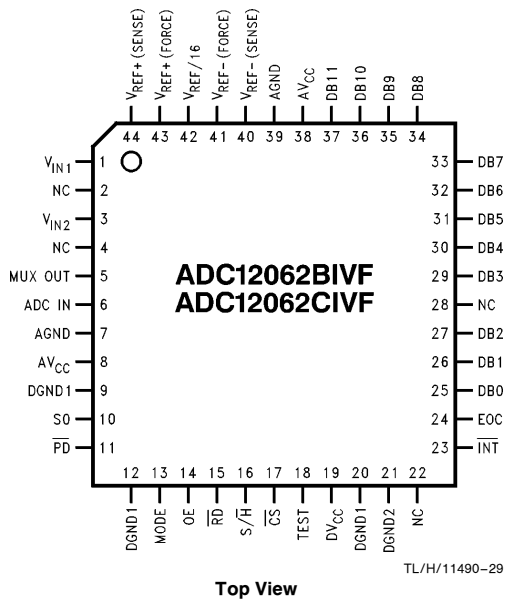 VREF+ (SENSE)
VREF+ (FORCE)
VREF/16
VREF− (FORCE)
VREF− (SENSE)
AGND
AVCC
DB11
DB10
DB9
DB8
44 43 42 41 40 39 38 37 36 35 34
VIN1 1
NC 2
VIN2 3
NC 4
MUX OUT 5
ADC IN 6
AGND 7
AVCC 8
DGND1 9
S0 10
P̅D̅ 11
ADC12062BIVF
ADC12062CIVF
33 DB7
32 DB6
31 DB5
30 DB4
29 DB3
28 NC
27 DB2
26 DB1
25 DB0
24 EOC
23 I̅N̅T̅
12 13 14 15 16 17 18 19 20 21 22
DGND1
MODE
OE
R̅D̅
S/H̅
C̅S̅
TEST
DVCC
DGND1
DGND2
NC
TL/H/11490–29
Top View